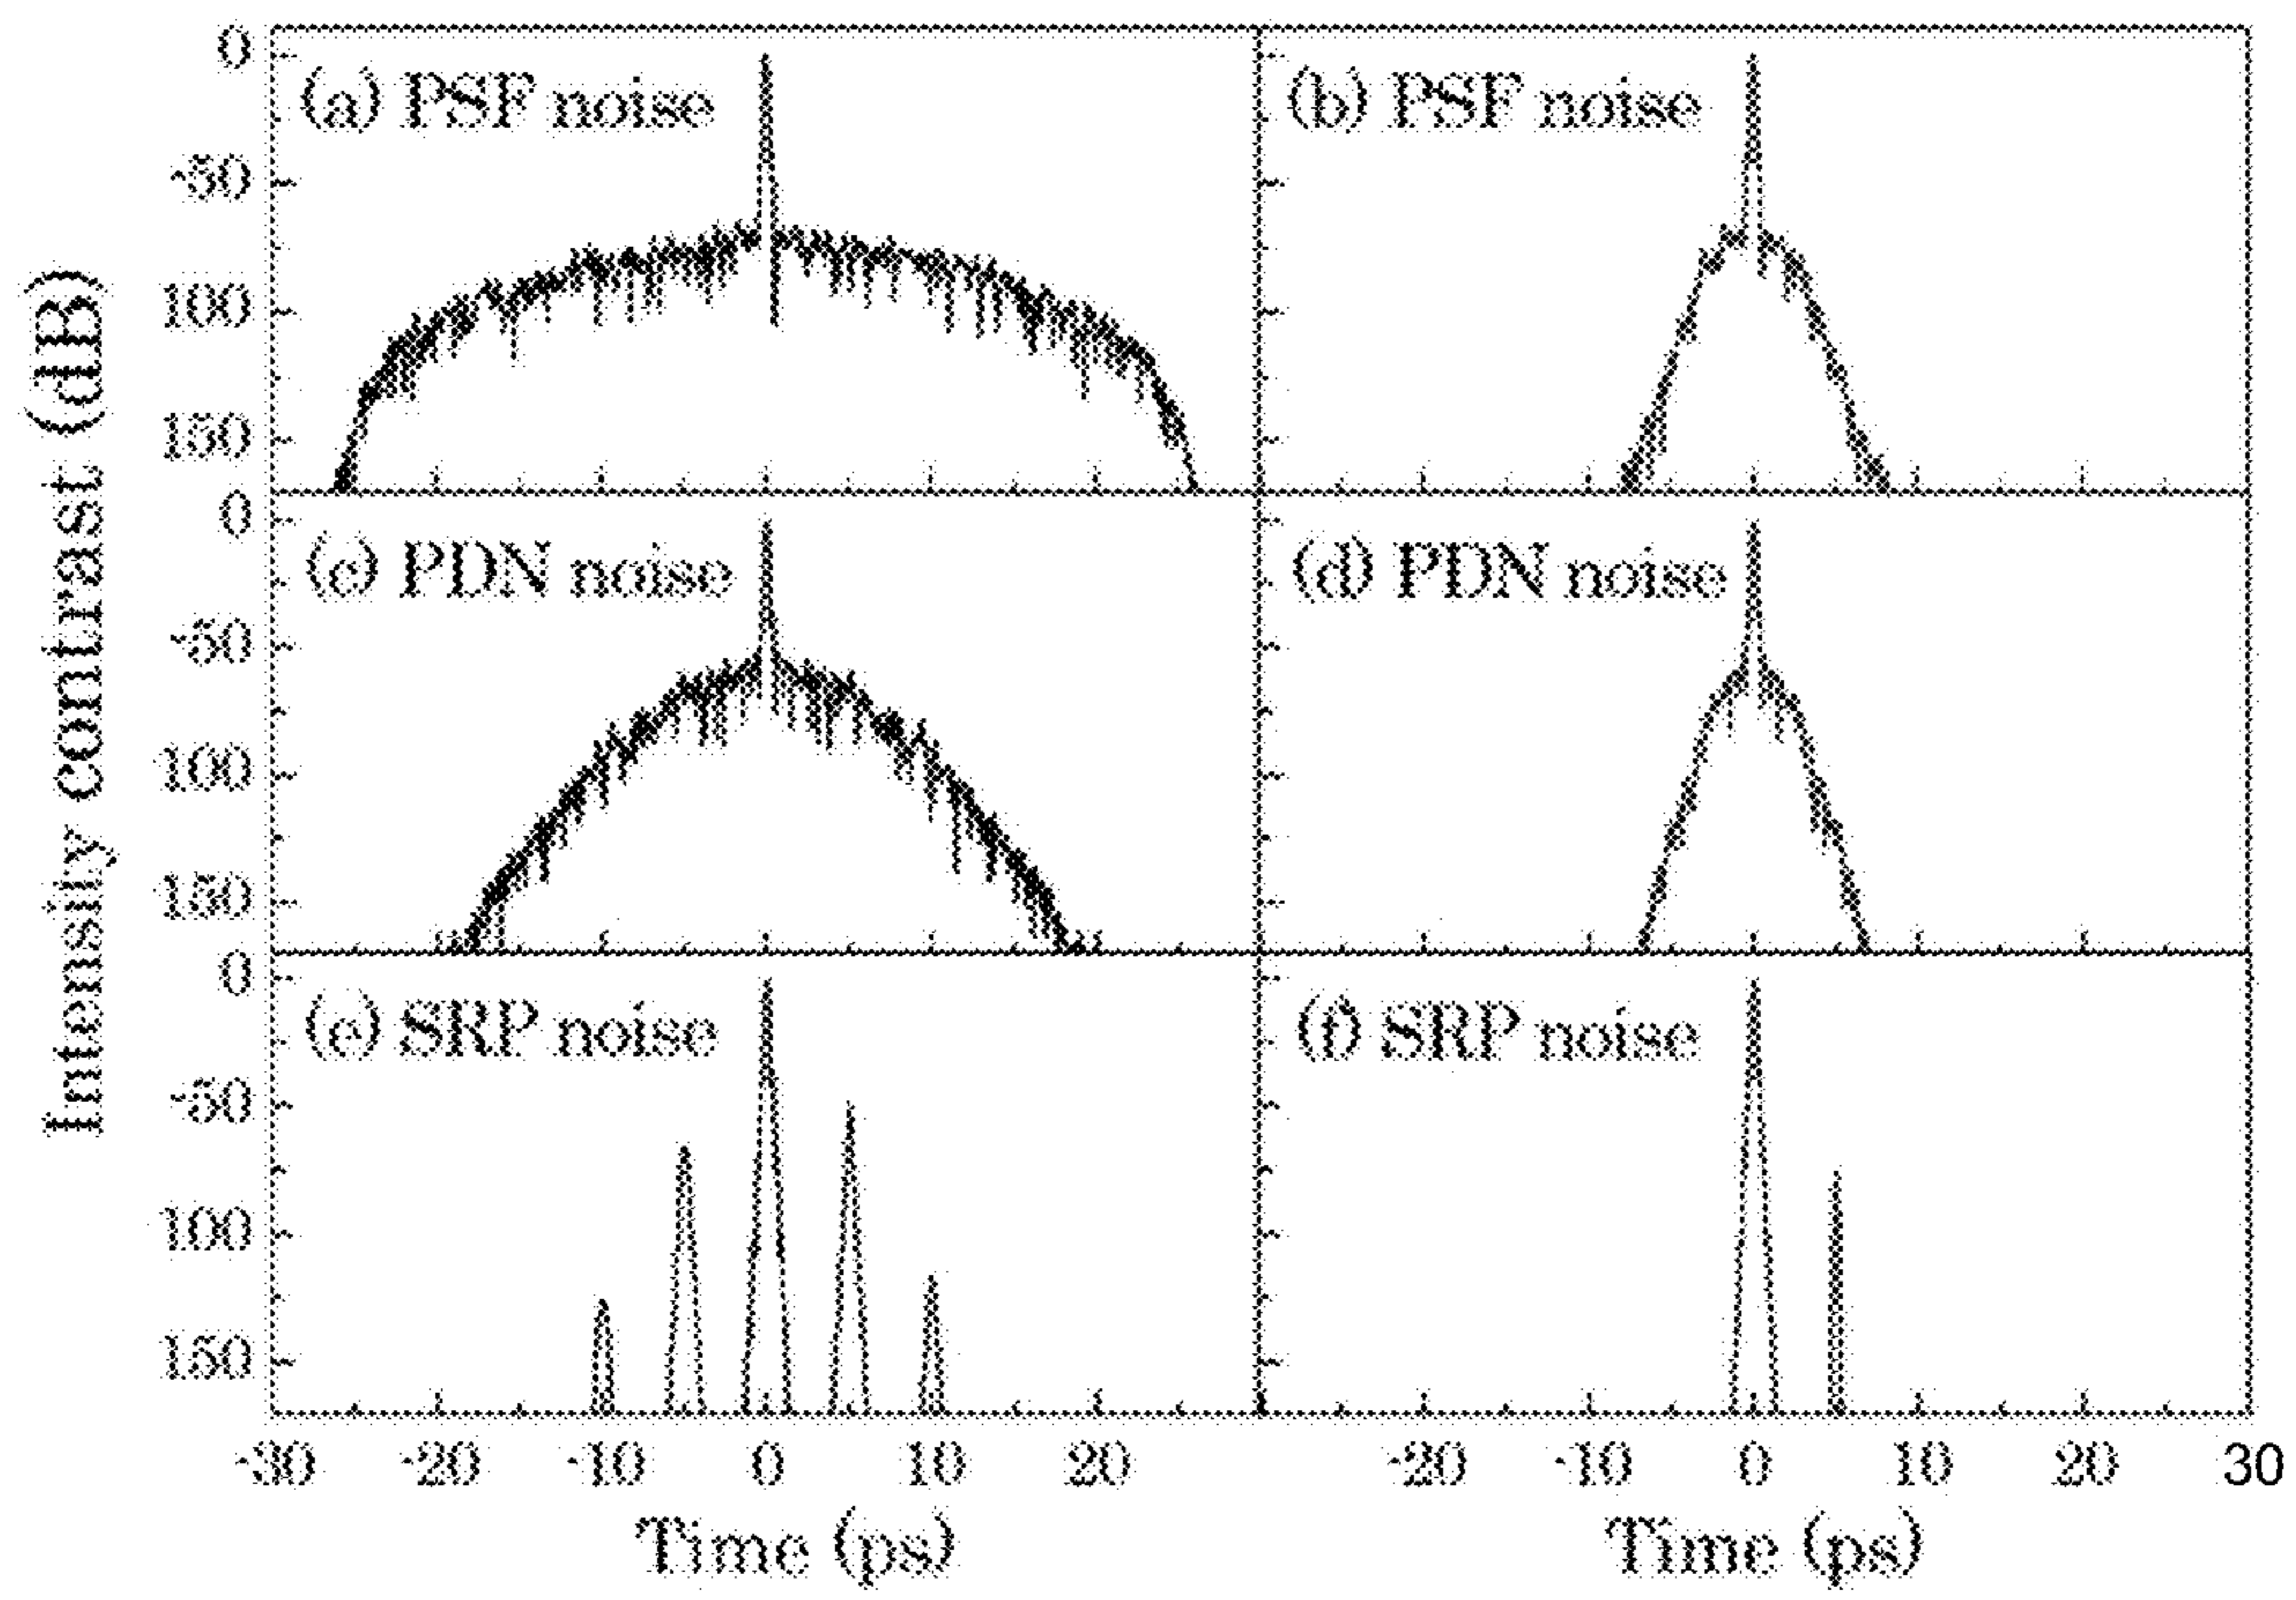 Intensity contrast (dB)
0
-50
100
150
(a) PSF noise
(b) PSF noise
0
-50
100
150
(c) PDN noise
(d) PDN noise
0
-50
100
150
(e) SRP noise
(f) SRP noise
-30 -20 -10 0 10 20 -20 -10 0 10 20 30
Time (ps) Time (ps)